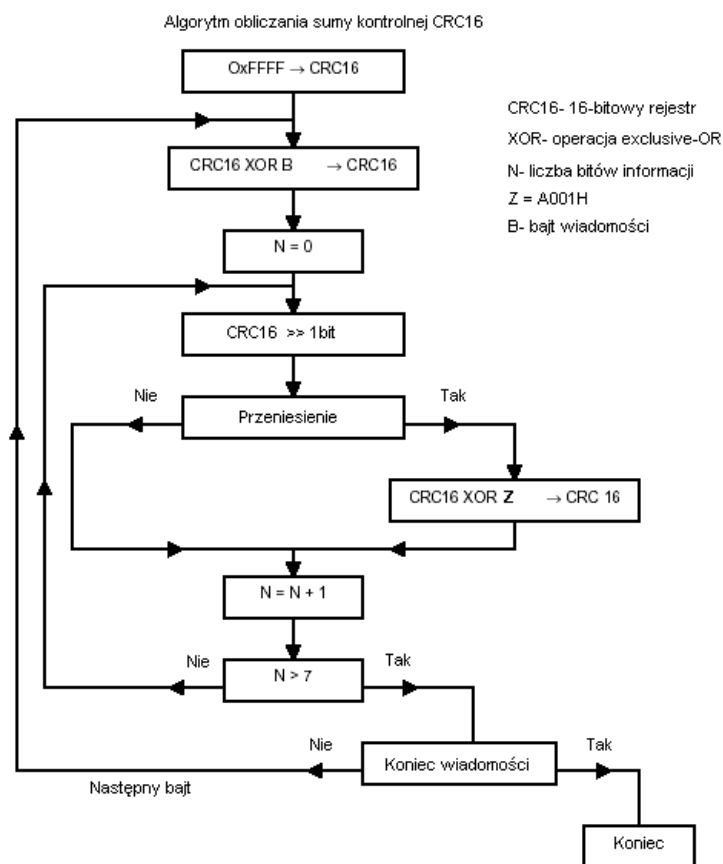 Algorytm obliczania sumy kontrolnej CRC16
OxFFFF → CRC16
CRC16- 16-bitowy rejestr
XOR- operacja exclusive-OR
N- liczba bitów informacji
Z = A001H
B- bajt wiadomości
CRC16 XOR B → CRC16
N = 0
CRC16 >> 1bit
Nie
Tak
Przeniesienie
CRC16 XOR Z → CRC 16
N = N + 1
Nie
Tak
N > 7
Nie
Tak
Koniec wiadomości
Następny bajt
Koniec